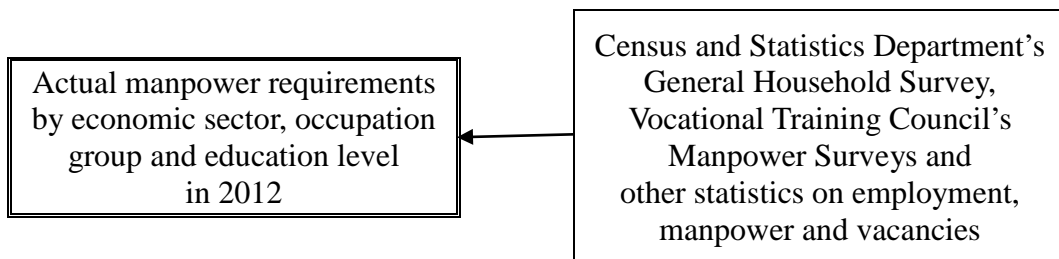 Actual manpower requirements
by economic sector, occupation
group and education level
in 2012
Census and Statistics Department’s
General Household Survey,
Vocational Training Council’s
Manpower Surveys and
other statistics on employment,
manpower and vacancies